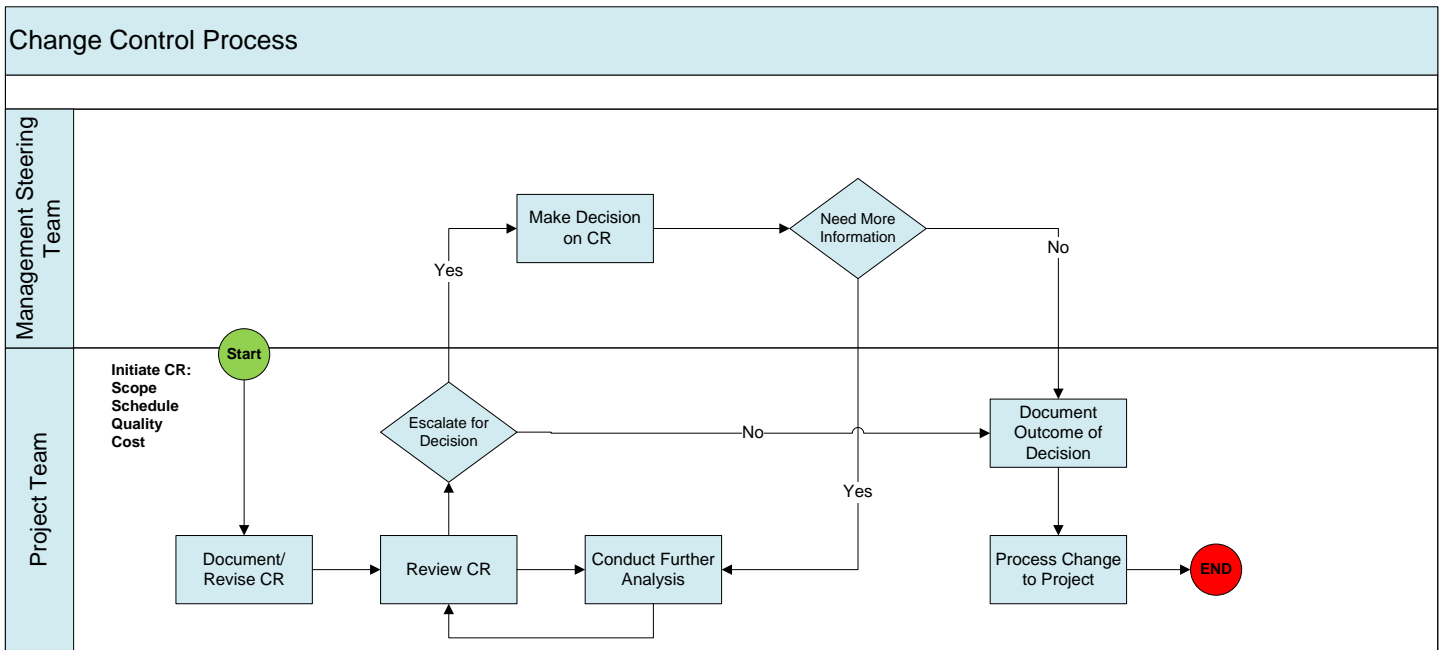 Change Control Process
Management Steering
Team
Make Decision
on CR
Need More
Information
No
Yes
Start
Project Team
Initiate CR:
Scope
Schedule
Quality
Cost
Escalate for
Decision
No
Document
Outcome of
Decision
Yes
Document/
Revise CR
Review CR
Conduct Further
Analysis
Process Change
to Project
END